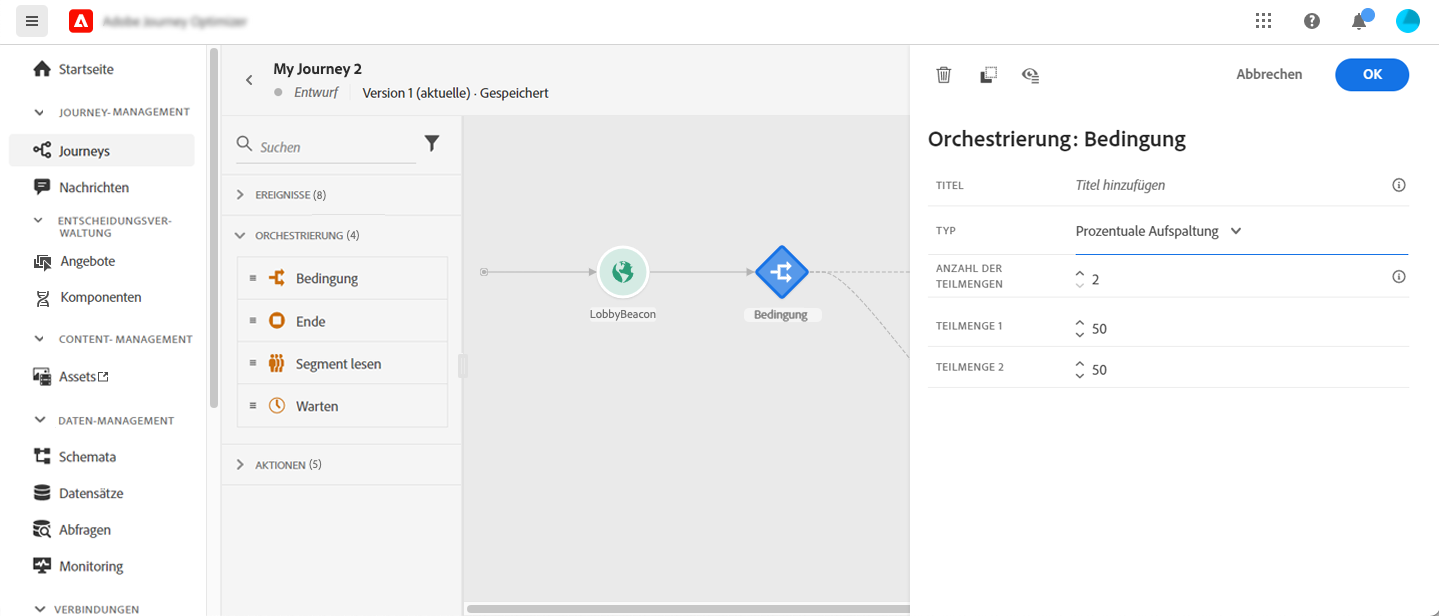 Adobe Journey Optimizer
Startseite
JOURNEY- MANAGEMENT
Journeys
Nachrichten
ENTSCHEIDUNGSVER-
WALTUNG
Angebote
Komponenten
CONTENT- MANAGEMENT
Assets
DATEN-MANAGEMENT
Schemata
Datensätze
Abfragen
Monitoring
VERBINDUNGEN
My Journey 2
Entwurf
Version 1 (aktuelle) · Gespeichert
Suchen
EREIGNISSE (8)
ORCHESTRIERUNG (4)
Bedingung
Ende
Segment lesen
Warten
AKTIONEN (5)
LobbyBeacon
Bedingung
Abbrechen
OK
Orchestrierung: Bedingung
TITEL
Titel hinzufügen
TYP
Prozentuale Aufspaltung
ANZAHL DER
TEILMENGEN
2
TEILMENGE 1
50
TEILMENGE 2
50